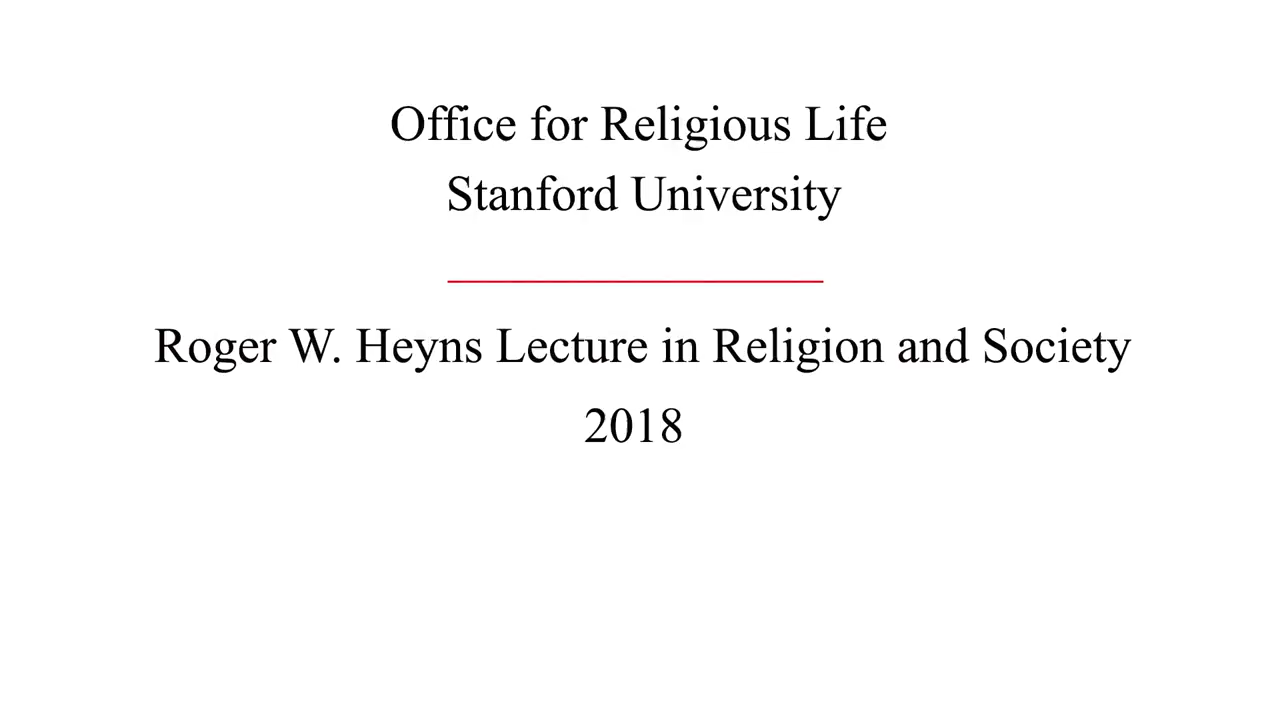 Office for Religious Life
Stanford University
Roger W. Heyns Lecture in Religion and Society
2018